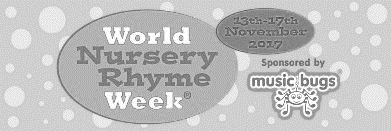 World
Nursery
Rhyme
Week®
13th-17th
November
2017
Sponsored by
music bugs